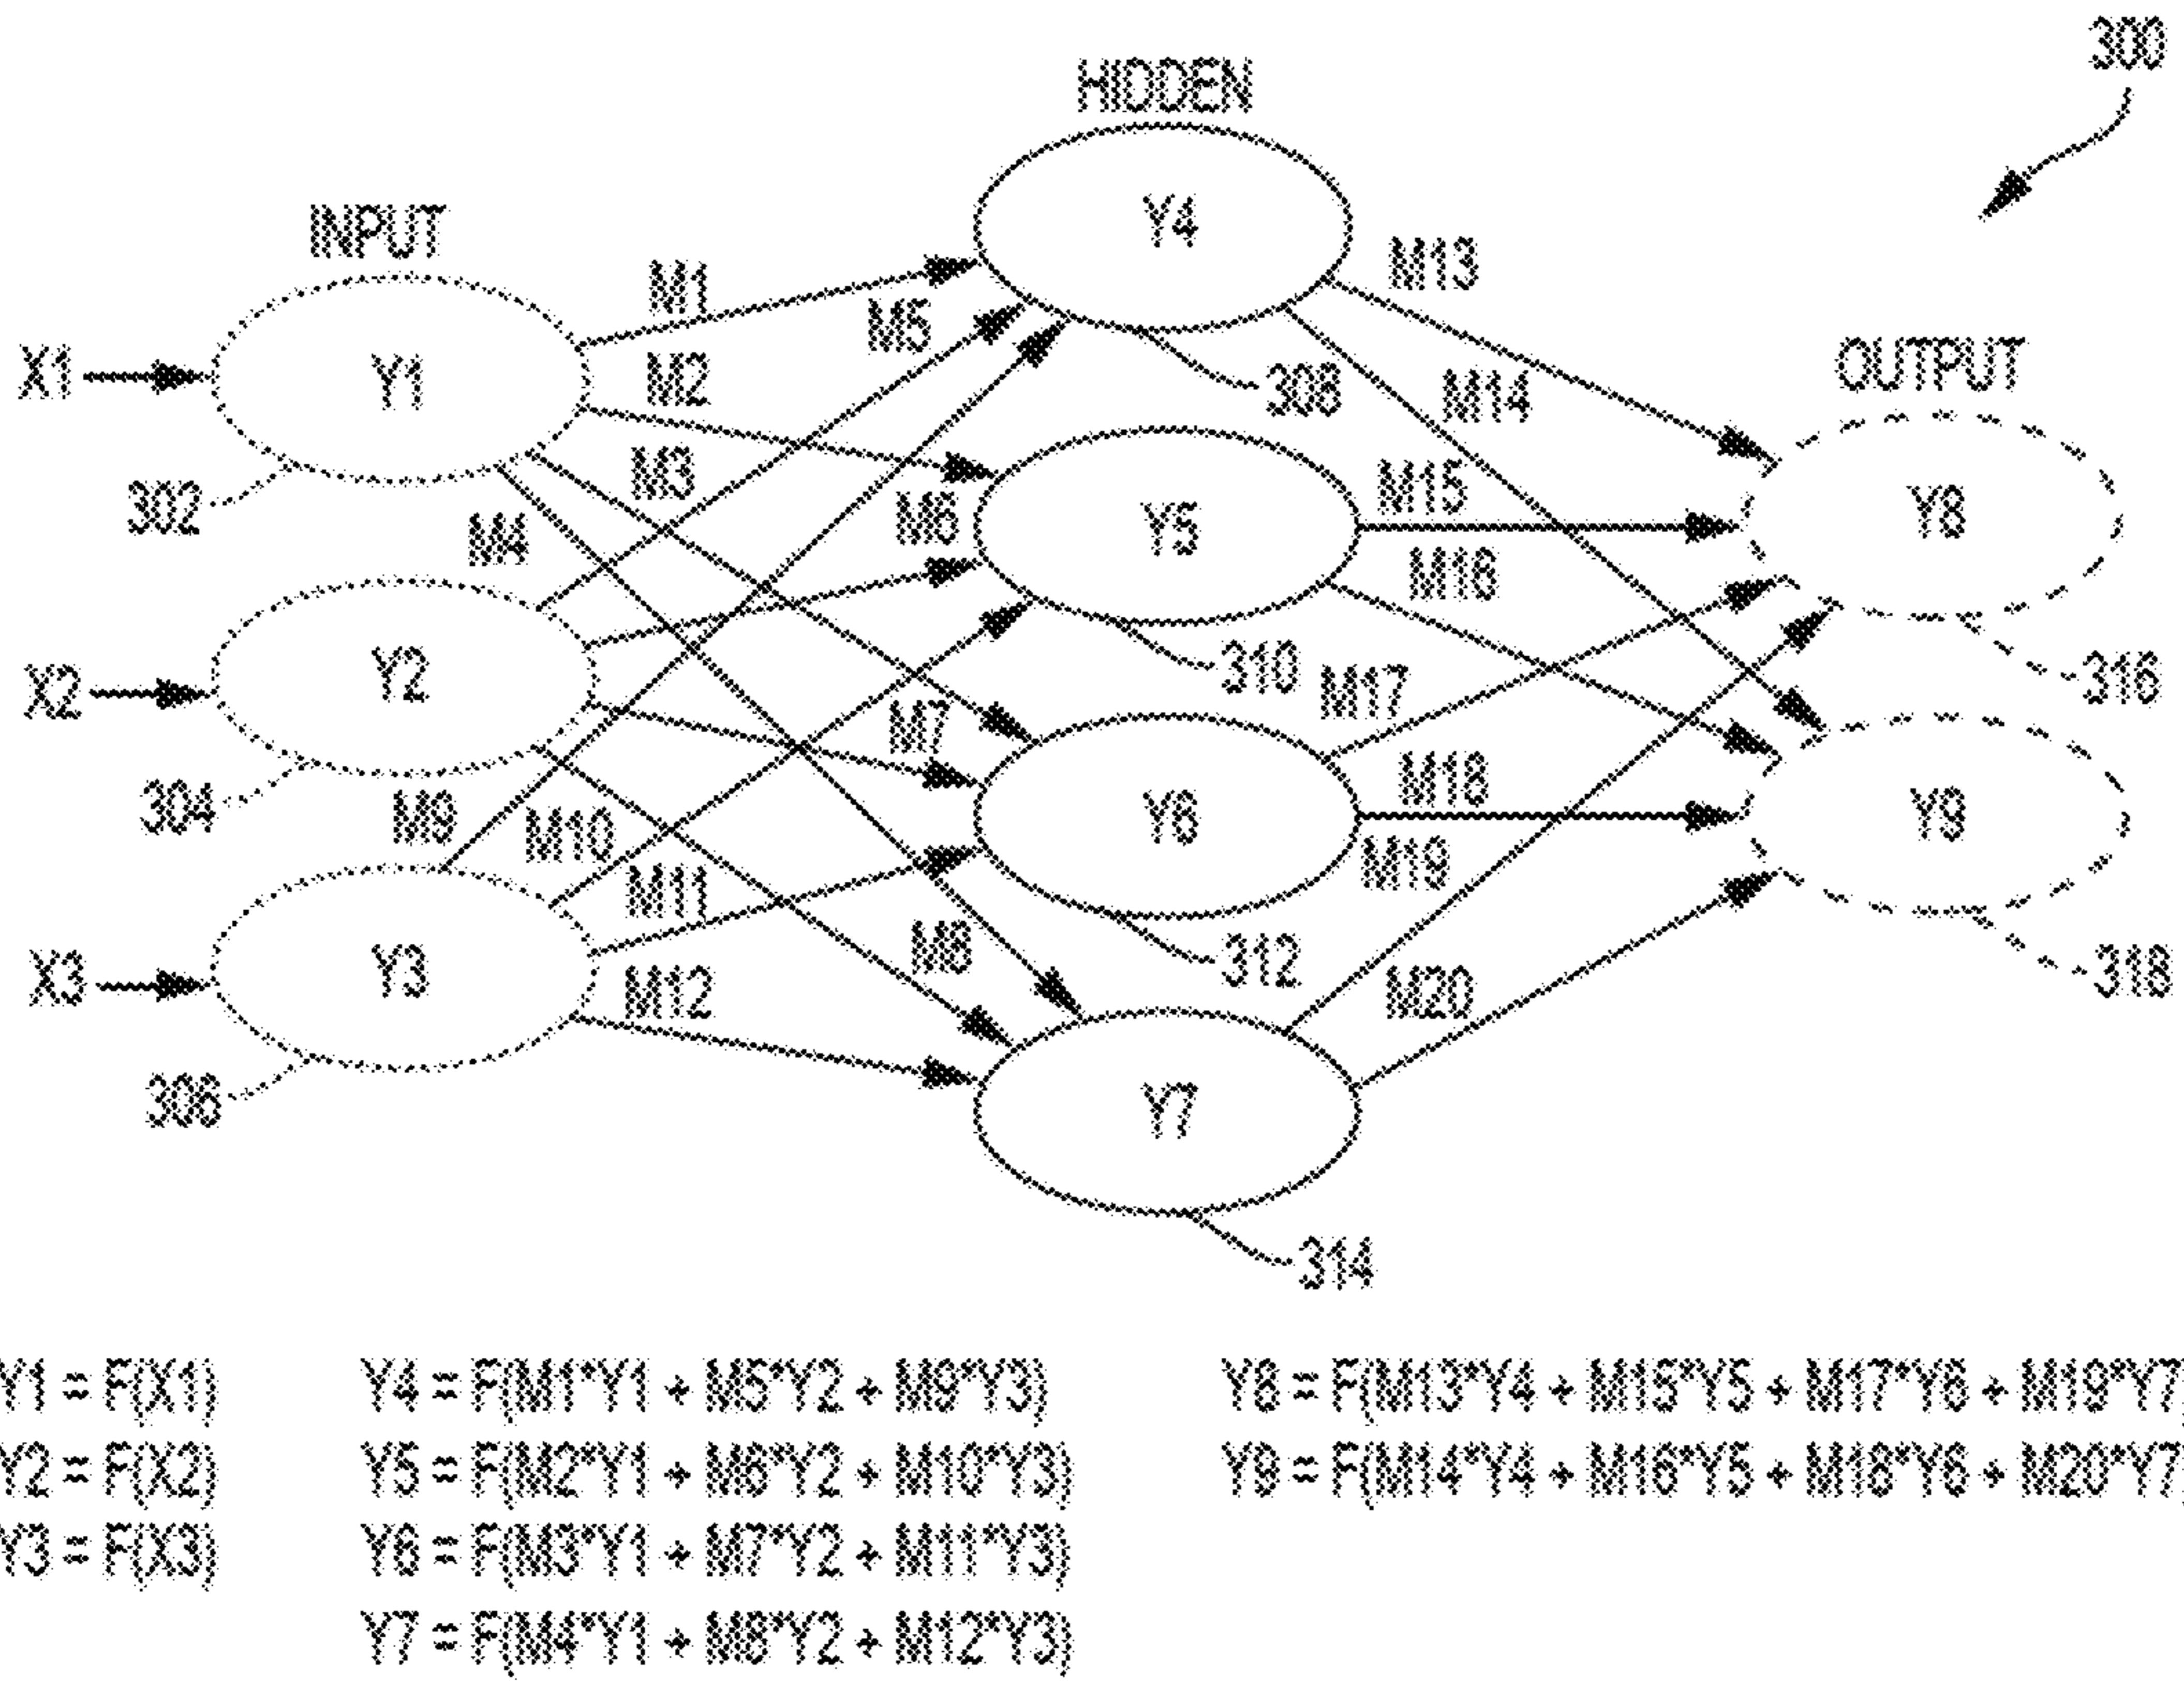 300
HIDDEN
Y4
INPUT
M1
M13
M5
X1
Y1
M2
308
M14
OUTPUT
302
M3
M4
M6
Y5
M15
Y8
M16
X2
Y2
310
M17
316
304
M7
M9
M10
Y6
M18
Y9
M11
M19
X3
Y3
M8
312
M12
M20
318
306
Y7
314
Y1 = F(X1) Y4 = F(M1*Y1 + M5*Y2 + M9*Y3) Y8 = F(M13*Y4 + M15*Y5 + M17*Y6 + M19*Y7
Y2 = F(X2) Y5 = F(M2*Y1 + M6*Y2 + M10*Y3) Y9 = F(M14*Y4 + M16*Y5 + M18*Y6 + M20*Y7
Y3 = F(X3) Y6 = F(M3*Y1 + M7*Y2 + M11*Y3)
Y7 = F(M4*Y1 + M8*Y2 + M12*Y3)